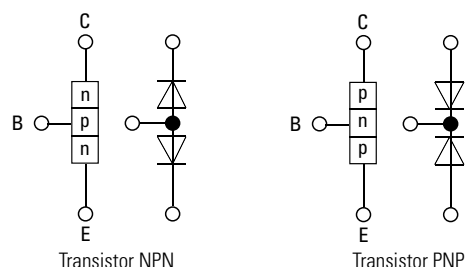 C C
n p
B p B n
n p
E E
Transistor NPN Transistor PNP